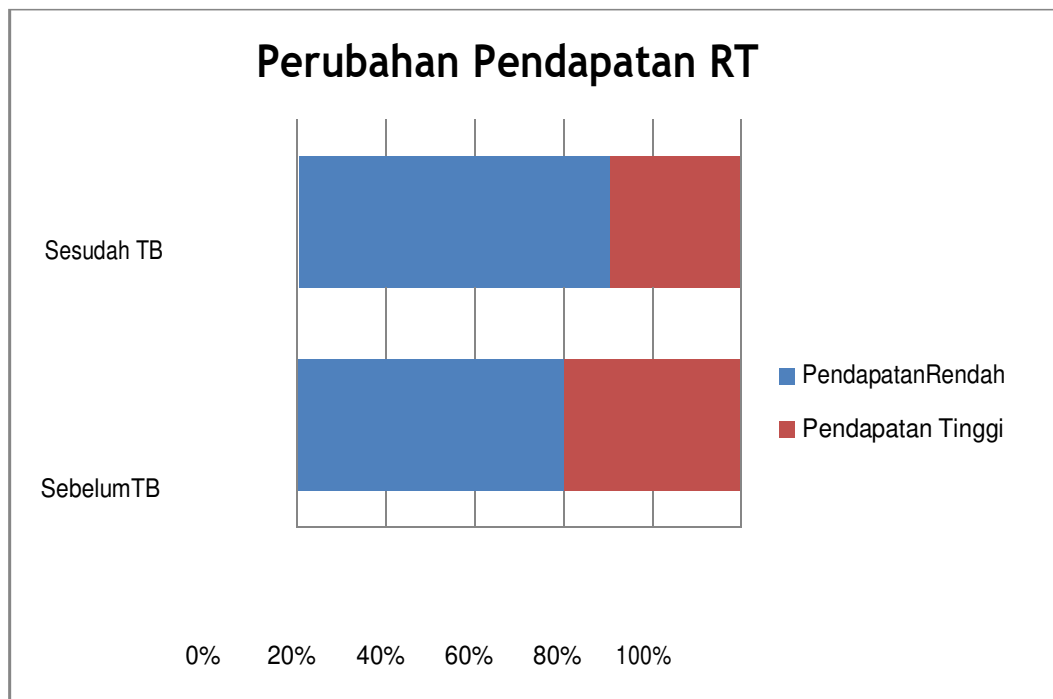 Perubahan Pendapatan RT
Sesudah TB
PendapatanRendah
Pendapatan Tinggi
SebelumTB
0% 20% 40% 60% 80% 100%